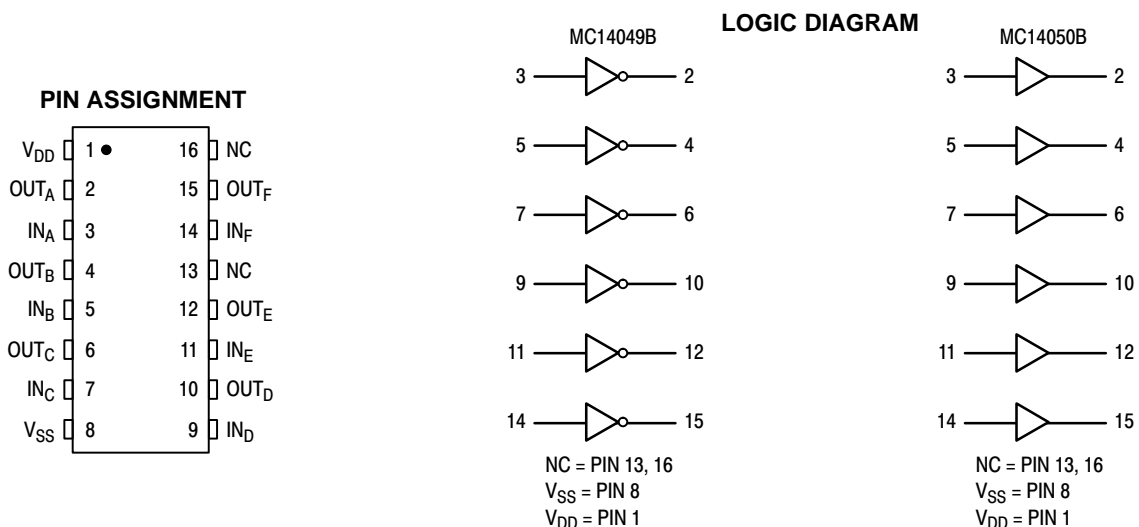 LOGIC DIAGRAM
PIN ASSIGNMENT
V_DD 1 16 NC
OUT_A 2 15 OUT_F
IN_A 3 14 IN_F
OUT_B 4 13 NC
IN_B 5 12 OUT_E
OUT_C 6 11 IN_E
IN_C 7 10 OUT_D
V_SS 8 9 IN_D
MC14049B
3 2
5 4
7 6
9 10
11 12
14 15
NC = PIN 13, 16
V_SS = PIN 8
V_DD = PIN 1
MC14050B
3 2
5 4
7 6
9 10
11 12
14 15
NC = PIN 13, 16
V_SS = PIN 8
V_DD = PIN 1